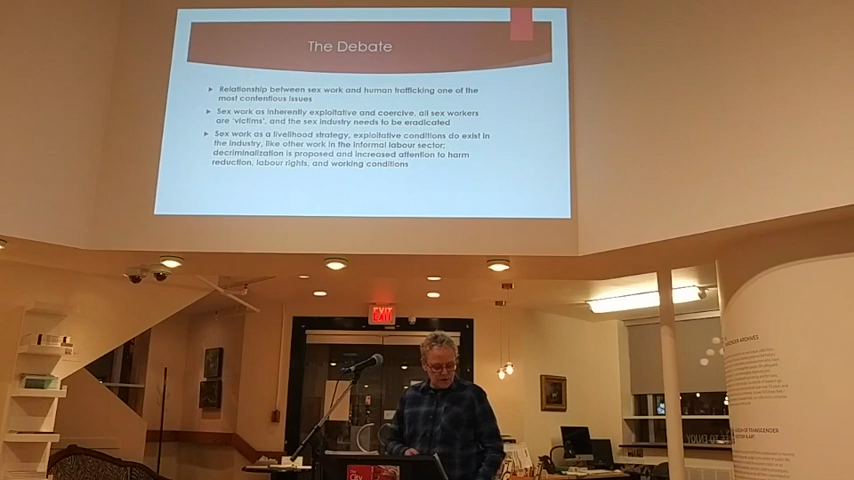 The Debate
Relationship between sex work and human trafficking one of the
most contentious issues
Sex work as inherently exploitative and coercive, all sex workers
are 'victims', and the sex industry needs to be eradicated
Sex work as a livelihood strategy, exploitative conditions do exist in
the industry, like other work in the informal labour sector;
decriminalization is proposed and increased attention to harm
reduction, labour rights, and working conditions
EXIT
ARCHIVES
OF TRANSGENDER